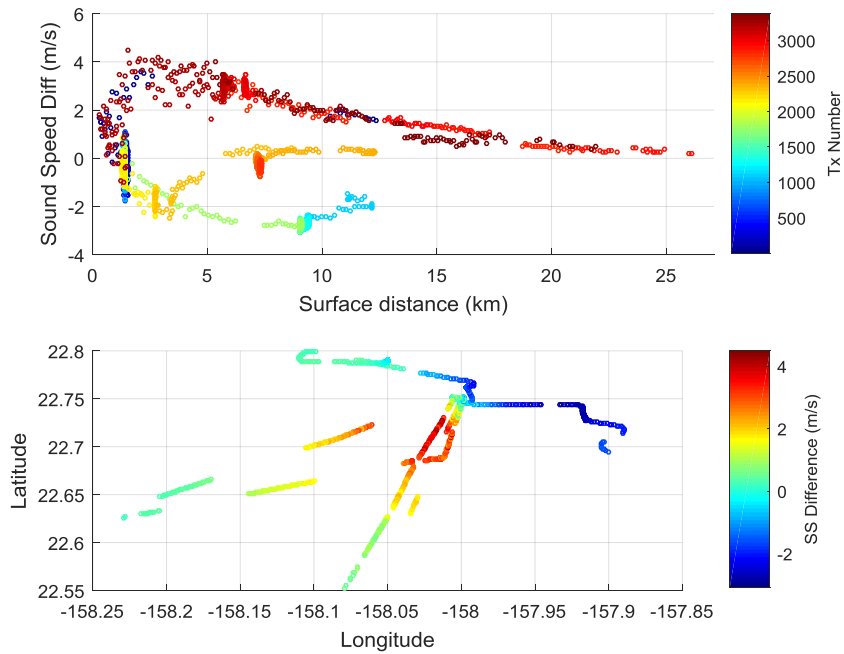 6
4
2
0
-2
-4
Sound Speed Diff (m/s)
0 5 10 15 20 25
Surface distance (km)
3000
2500
2000
1500
1000
500
Tx Number
22.8
22.75
22.7
22.65
22.6
22.55
Latitude
-158.25 -158.2 -158.15 -158.1 -158.05 -158 -157.95 -157.9 -157.85
Longitude
4
2
0
-2
SS Difference (m/s)